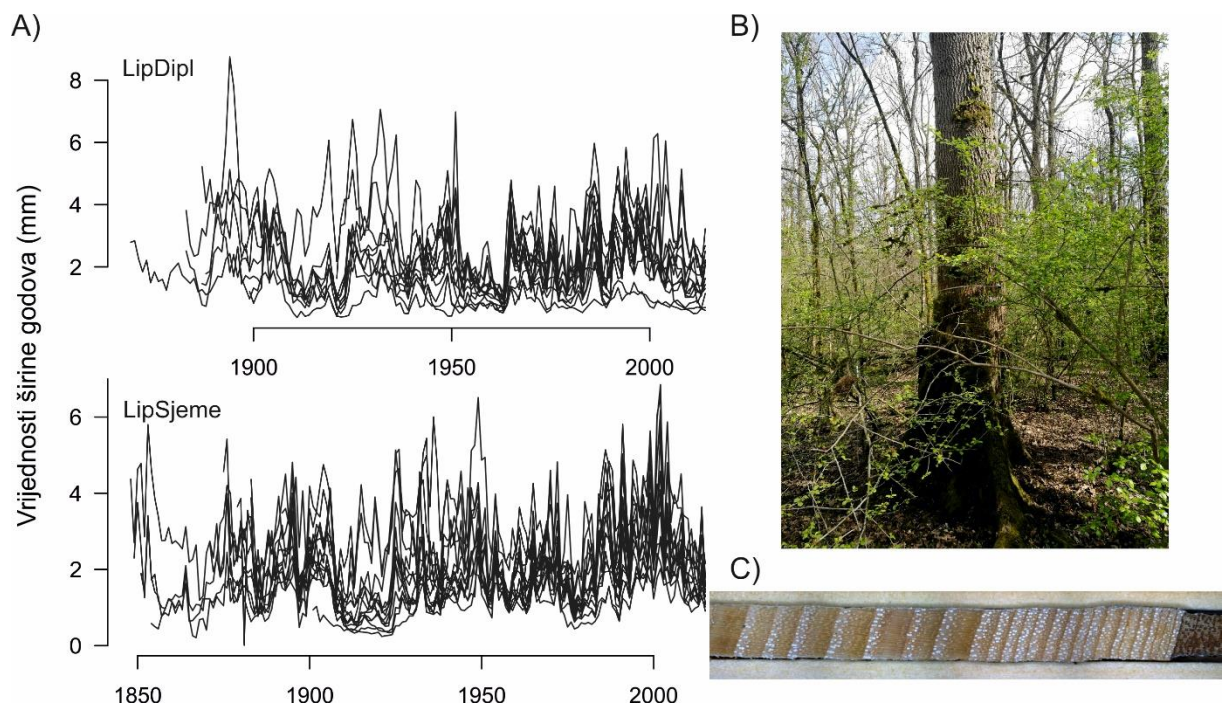 A)
LipDipl
8
6
4
2
1900 1950 2000
LipSjeme
6
4
2
0
1850 1900 1950 2000
Vrijednosti širine godova (mm)
B)
C)